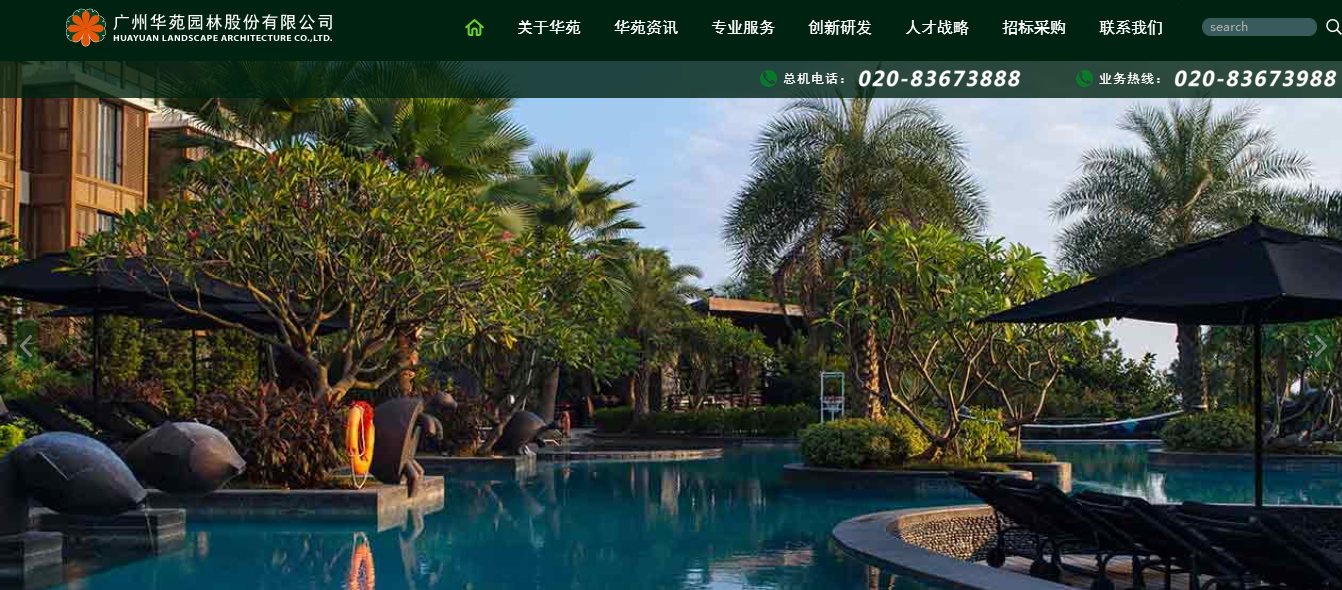 广州华苑园林股份有限公司
HUAYUAN LANDSCAPE ARCHITECTURE CO.,LTD.
关于华苑 华苑资讯 专业服务 创新研发 人才战略 招标采购 联系我们 search
总机电话： 020-83673888 业务热线： 020-83673988